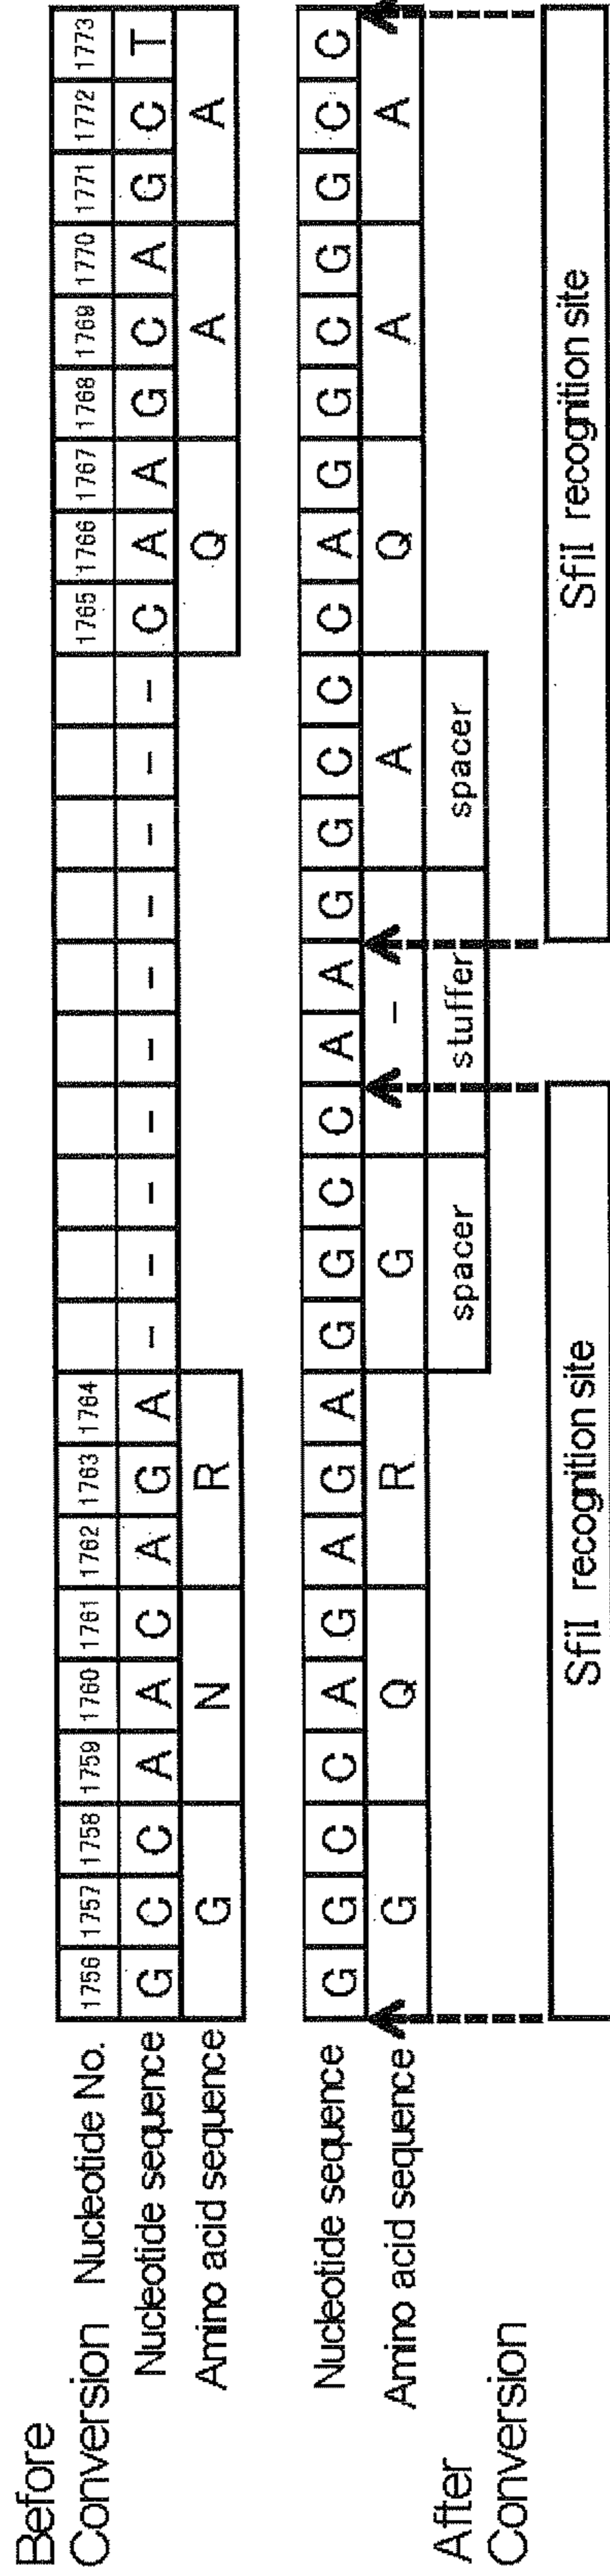 Before
Conversion Nucleotide No. 1756 1757 1758 1759 1760 1761 1762 1763 1764 1765 1766 1767 1768 1769 1770 1771 1772 1773
Nucleotide sequence G C C A A C A G A - - - - - - - - - - C A A G C A G C T
Amino acid sequence G N R Q A A
Nucleotide sequence G G C C A G A G A G G C C A A G G C C C A G G C G G C C
Amino acid sequence G Q R G - A Q A A
After
Conversion
spacer stuffer spacer
SfiI recognition site SfiI recognition site